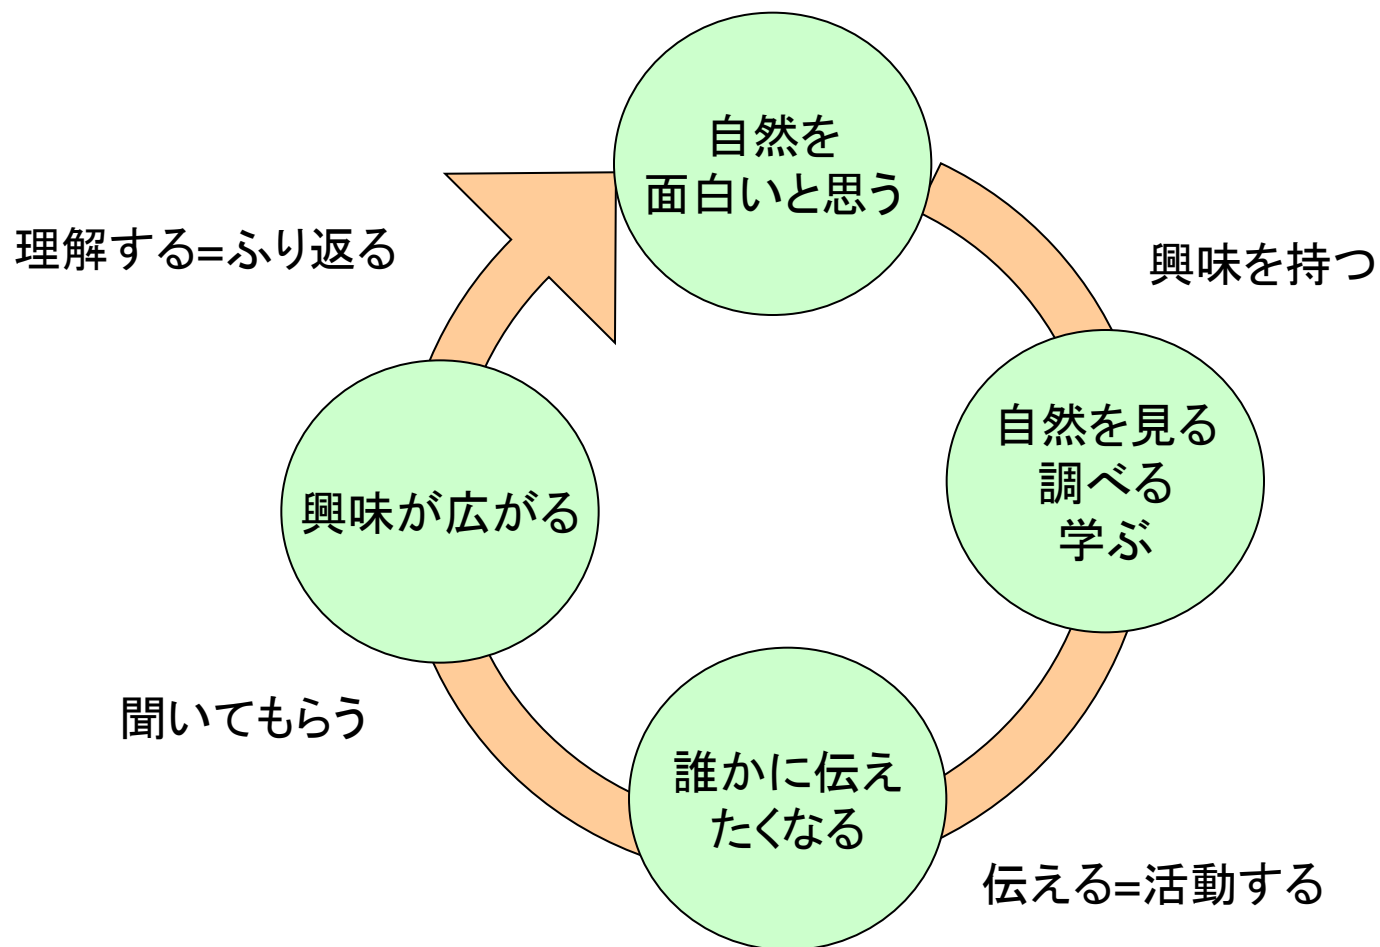 自然を
面白いと思う
興味を持つ
自然を見る
調べる
学ぶ
伝える=活動する
誰かに伝え
たくなる
聞いてもらう
興味が広がる
理解する=ふり返る